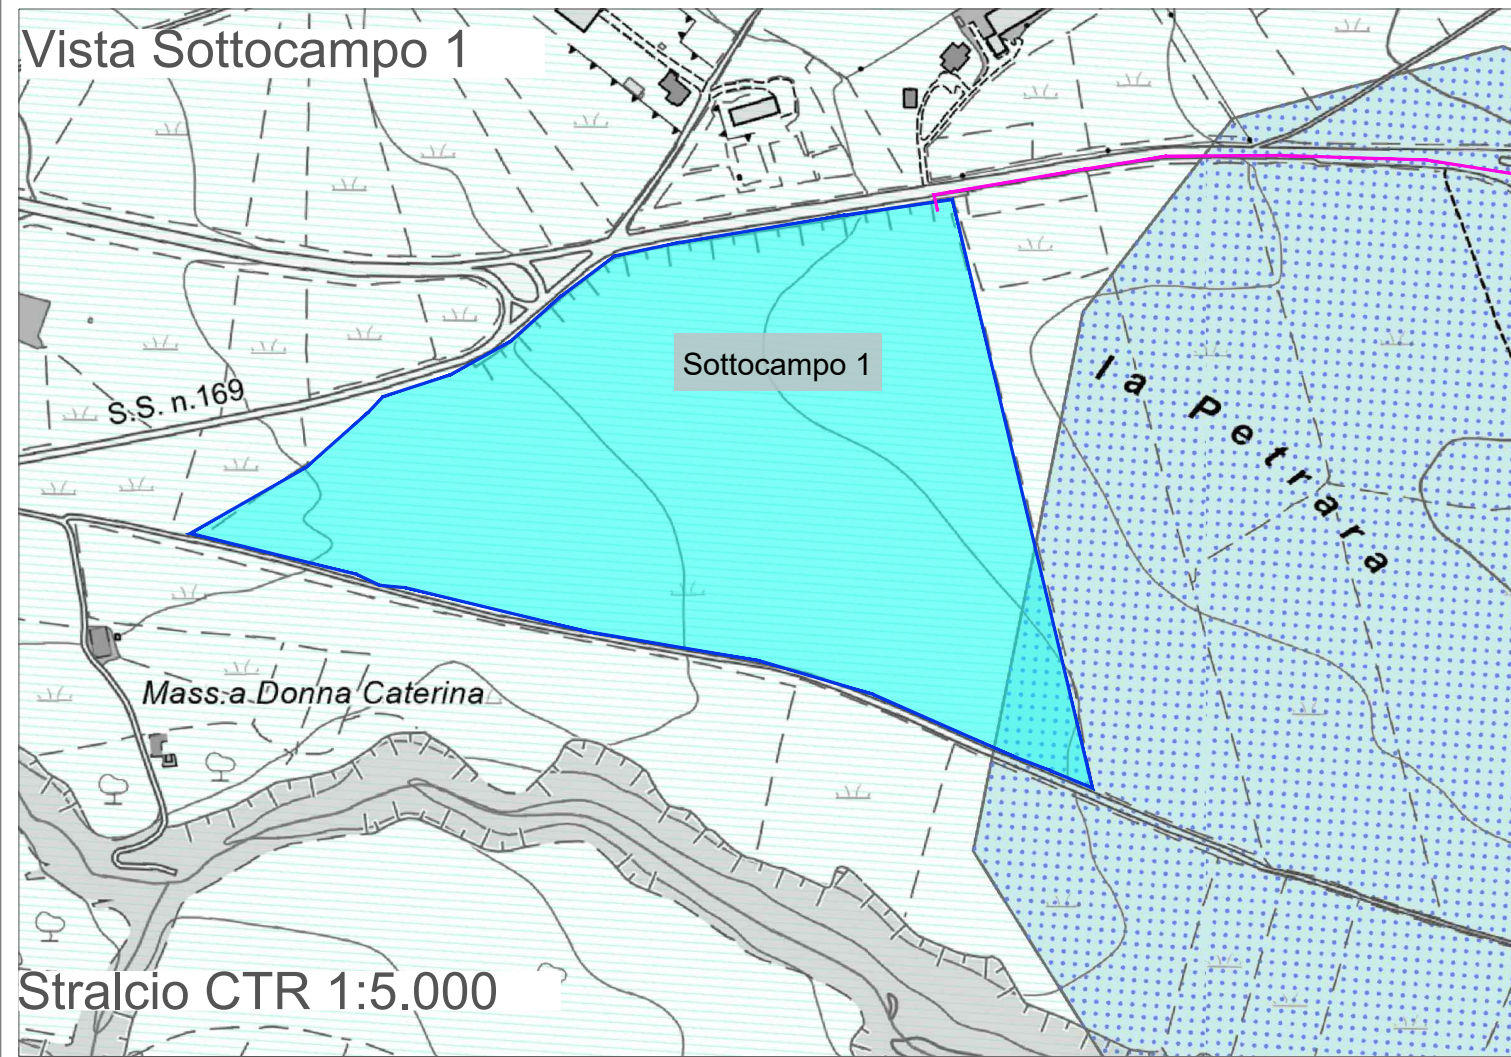 Vista Sottocampo 1
Sottocampo 1
la Petrara
S.S. n.169
Mass.a Donna Caterina
Stralcio CTR 1:5.000